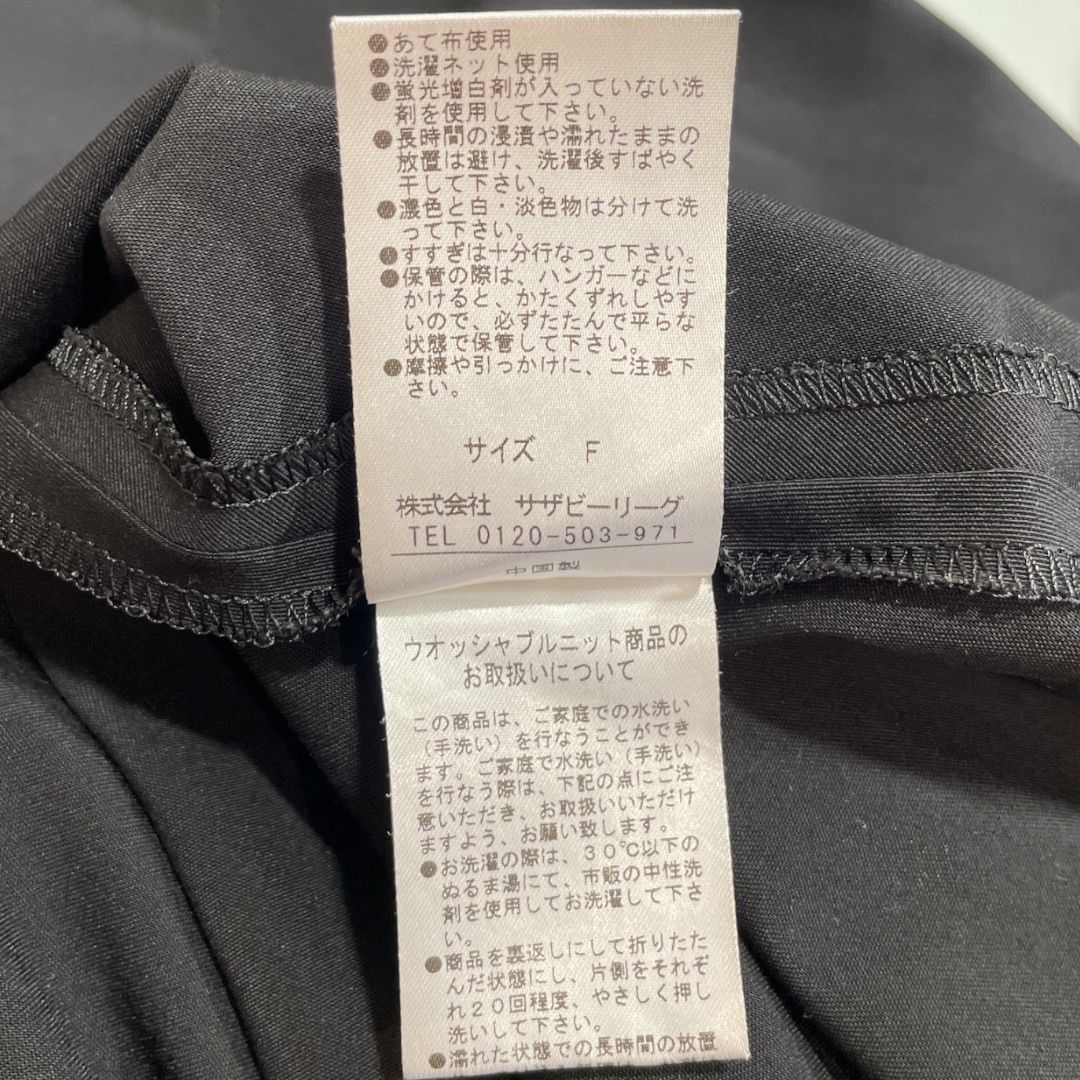 ●あて布使用
●洗濯ネット使用
●蛍光増白剤が入っていない洗
剤を使用して下さい。
●長時間の浸漬や濡れたままの
放置は避け、洗濯後すばやく
干して下さい。
●濃色と白・淡色物は分けて洗
って下さい。
●すすぎは十分行なって下さい。
●保管の際は、ハンガーなどに
かけると、かたくずれしやす
いので、必ずたたんで平らな
状態で保管して下さい。
●摩擦や引っかけに、ご注意下
さい。
サイズ F
株式会社 サザビーリーグ
TEL 0120-503-971
中国製
ウオッシャブルニット商品の
お取扱いについて
この商品は、ご家庭での水洗い
(手洗い)を行なうことができ
ます。ご家庭で水洗い(手洗い)
を行なう際は、下記の点にご注
意いただき、お取扱いいただけ
ますよう、お願い致します。
●お洗濯の際は、30℃以下の
ぬるま湯にて、市販の中性洗
剤を使用してお洗濯して下さ
い。
●商品を裏返しにして折りたた
んだ状態にし、片側をそれぞ
れ20回程度、やさしく押し
洗いして下さい。
●濡れた状態での長時間の放置